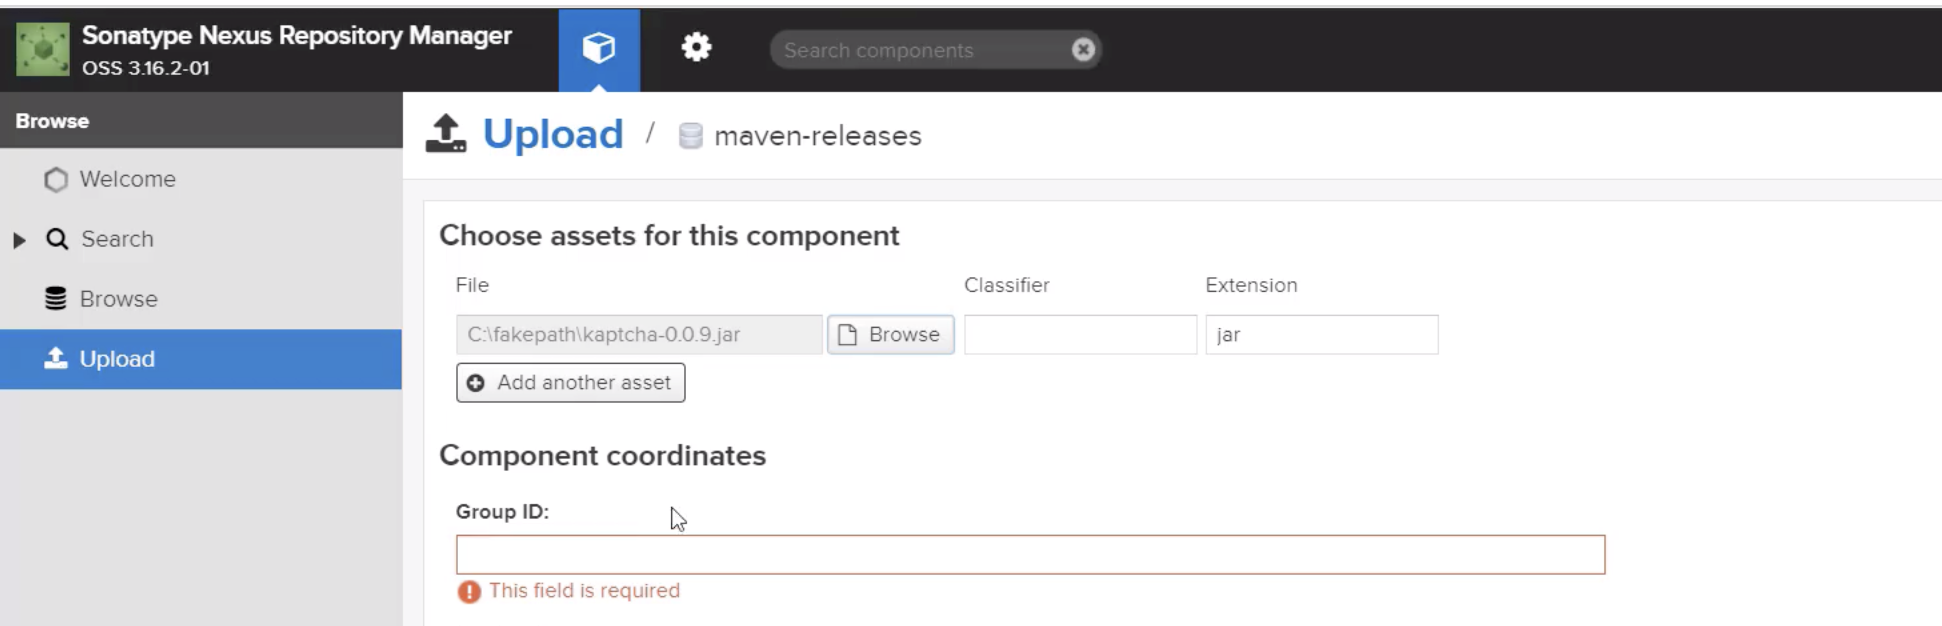 Sonatype Nexus Repository Manager
OSS 3.16.2-01
Search components
Browse
Upload / maven-releases
Welcome
Search
Browse
Upload
Choose assets for this component
File Classifier Extension
C:\fakepath\kaptcha-0.0.9.jar Browse jar
Add another asset
Component coordinates
Group ID:
This field is required